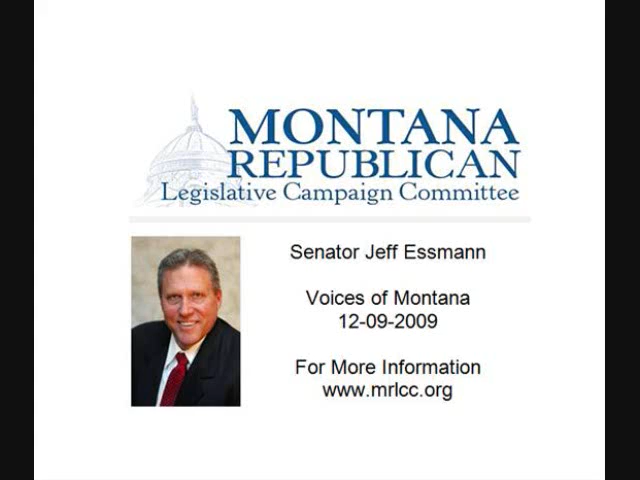 MONTANA
REPUBLICAN
Legislative Campaign Committee
Senator Jeff Essmann
Voices of Montana
12-09-2009
For More Information
www.mrlcc.org